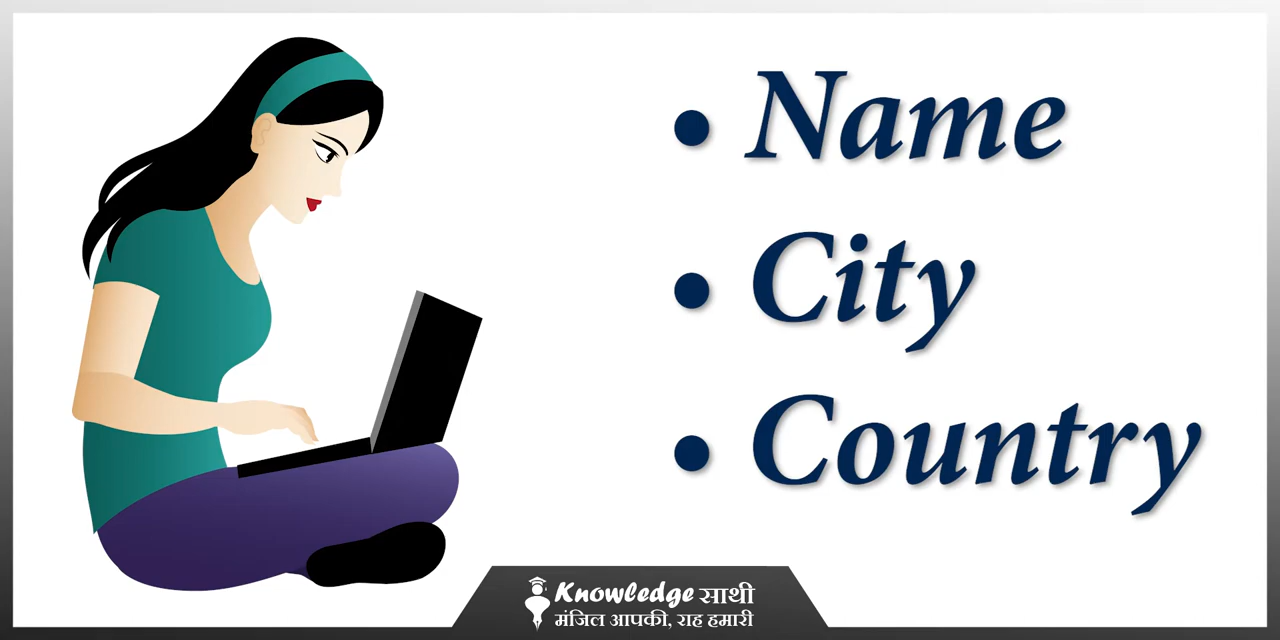 • Name
• City
• Country
Knowledge साथी
मंजिल आपकी, राह हमारी